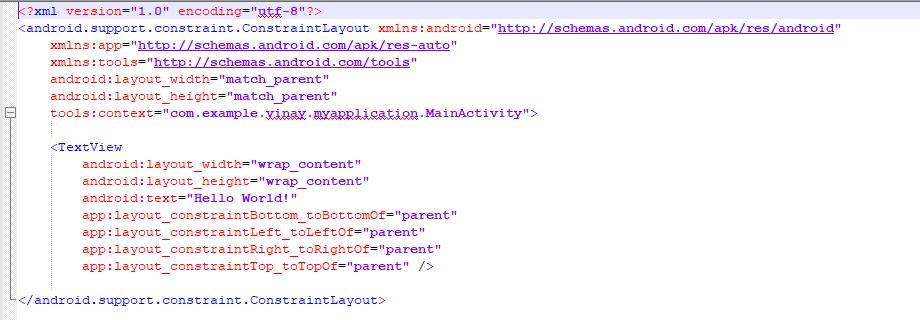 <?xml version="1.0" encoding="utf-8"?>
<android.support.constraint.ConstraintLayout xmlns:android="http://schemas.android.com/apk/res/android"
    xmlns:app="http://schemas.android.com/apk/res-auto"
    xmlns:tools="http://schemas.android.com/tools"
    android:layout_width="match_parent"
    android:layout_height="match_parent"
    tools:context="com.example.vinay.myapplication.MainActivity">

    <TextView
        android:layout_width="wrap_content"
        android:layout_height="wrap_content"
        android:text="Hello World!"
        app:layout_constraintBottom_toBottomOf="parent"
        app:layout_constraintLeft_toLeftOf="parent"
        app:layout_constraintRight_toRightOf="parent"
        app:layout_constraintTop_toTopOf="parent" />

</android.support.constraint.ConstraintLayout>